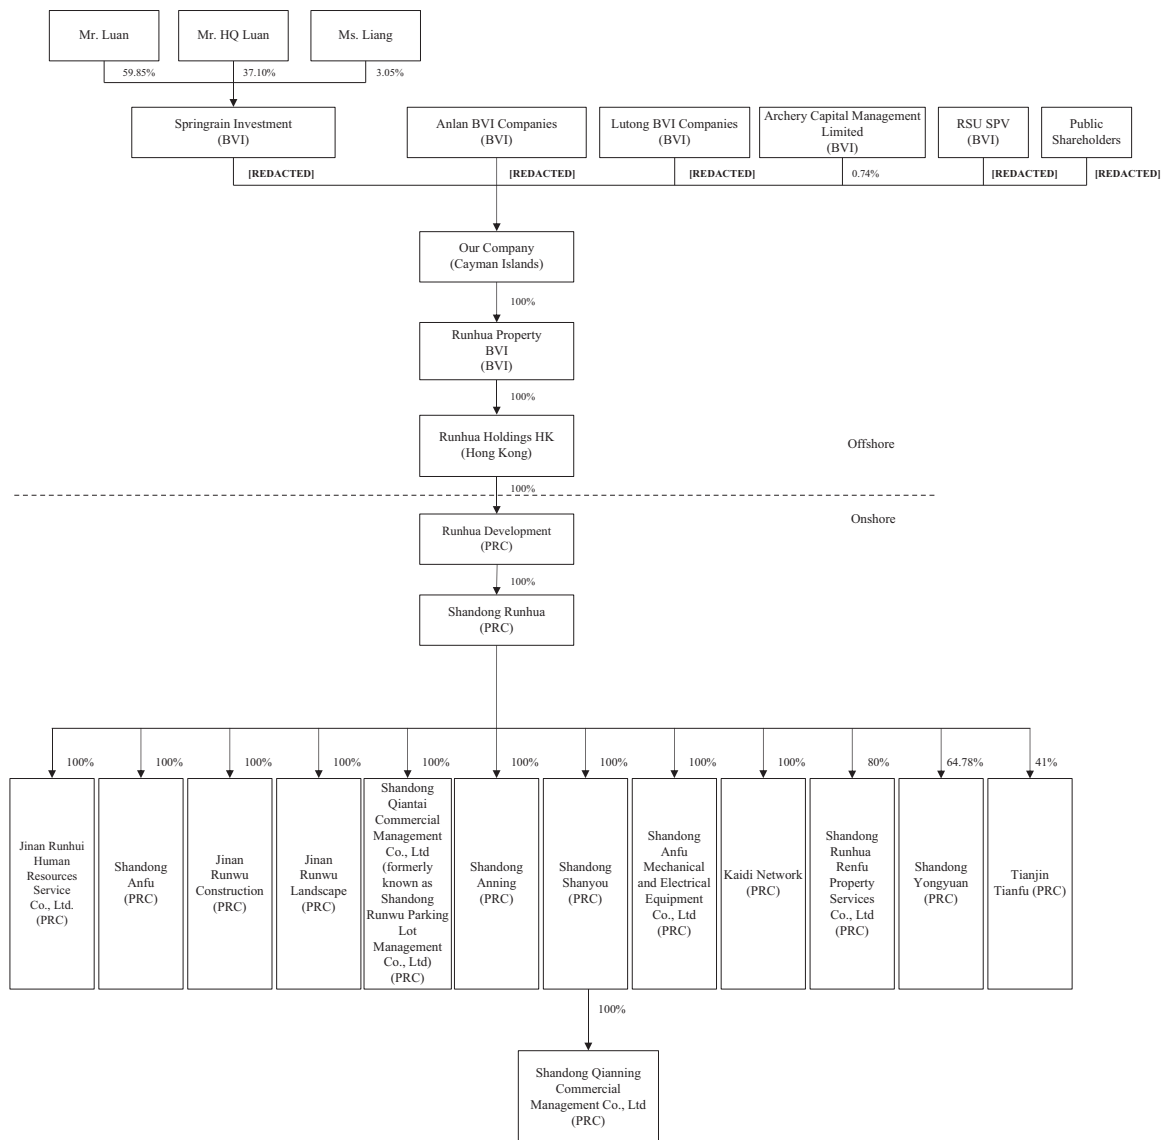 Mr. Luan
Mr. HQ Luan
Ms. Liang
59.85%
37.10%
3.05%
Springrain Investment
(BVI)
Anlan BVI Companies
(BVI)
Lutong BVI Companies
(BVI)
Archery Capital Management
Limited
(BVI)
RSU SPV
(BVI)
Public
Shareholders
[REDACTED]
[REDACTED]
[REDACTED]
0.74%
[REDACTED]
[REDACTED]
Our Company
(Cayman Islands)
100%
Runhua Property
BVI
(BVI)
100%
Runhua Holdings HK
(Hong Kong)
Offshore
100%
Onshore
Runhua Development
(PRC)
100%
Shandong Runhua
(PRC)
100%
100%
100%
100%
100%
100%
100%
100%
100%
80%
64.78%
41%
Jinan Runhui
Human
Resources
Service
Co., Ltd.
(PRC)
Shandong
Anfu
(PRC)
Jinan
Runwu
Construction
(PRC)
Jinan
Runwu
Landscape
(PRC)
Shandong
Qiantai
Commercial
Management
Co., Ltd
(formerly
known as
Shandong
Runwu Parking
Lot
Management
Co., Ltd)
(PRC)
Shandong
Anning
(PRC)
Shandong
Shanyou
(PRC)
Shandong
Anfu
Mechanical
and Electrical
Equipment
Co., Ltd
(PRC)
Kaidi Network
(PRC)
Shandong
Runhua
Renfu
Property
Services
Co., Ltd
(PRC)
Shandong
Yongyuan
(PRC)
Tianjin
Tianfu (PRC)
100%
Shandong Qianning
Commercial
Management Co., Ltd
(PRC)